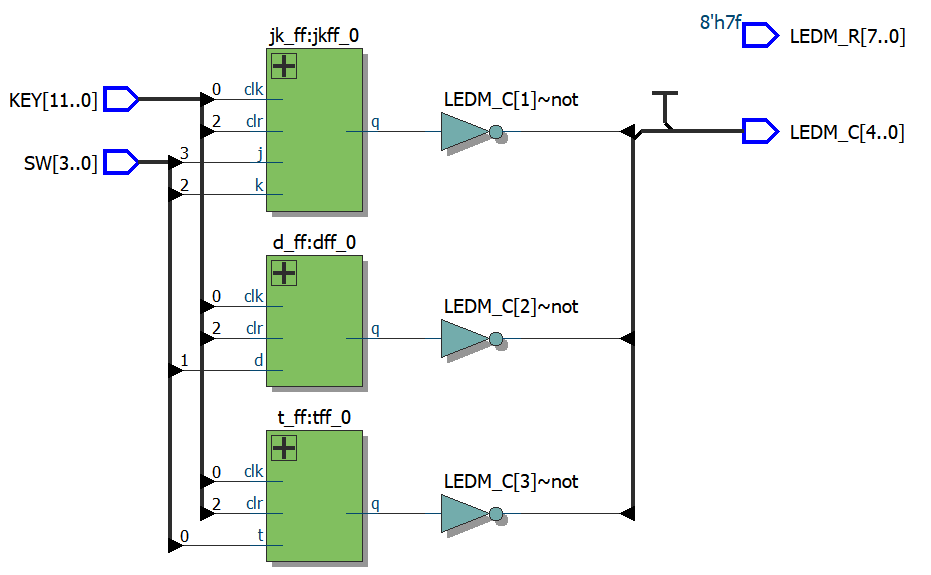 8'h7f
LEDM_R[7..0]
KEY[11..0]
SW[3..0]
jk_ff:jkff_0
0 clk
2 clr
3 j
2 k
q
LEDM_C[1]~not
LEDM_C[4..0]
d_ff:dff_0
0 clk
2 clr
1 d
q
LEDM_C[2]~not
t_ff:tff_0
0 clk
2 clr
0 t
q
LEDM_C[3]~not